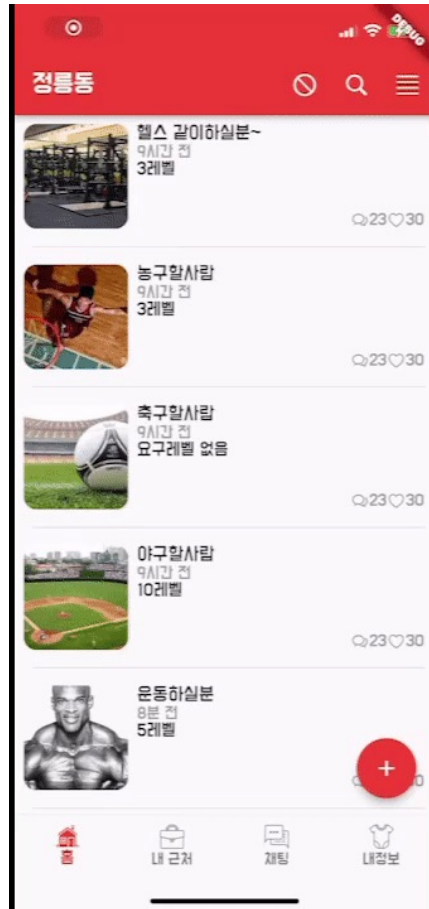 DEBUG
정릉동
헬스 같이하실분~
9시간 전
3레벨
23 30
농구할사람
9시간 전
3레벨
23 30
축구할사람
9시간 전
요구레벨 없음
23 30
야구할사람
9시간 전
10레벨
23 30
운동하실분
8분 전
5레벨
0
홈
내 근처
채팅
내정보